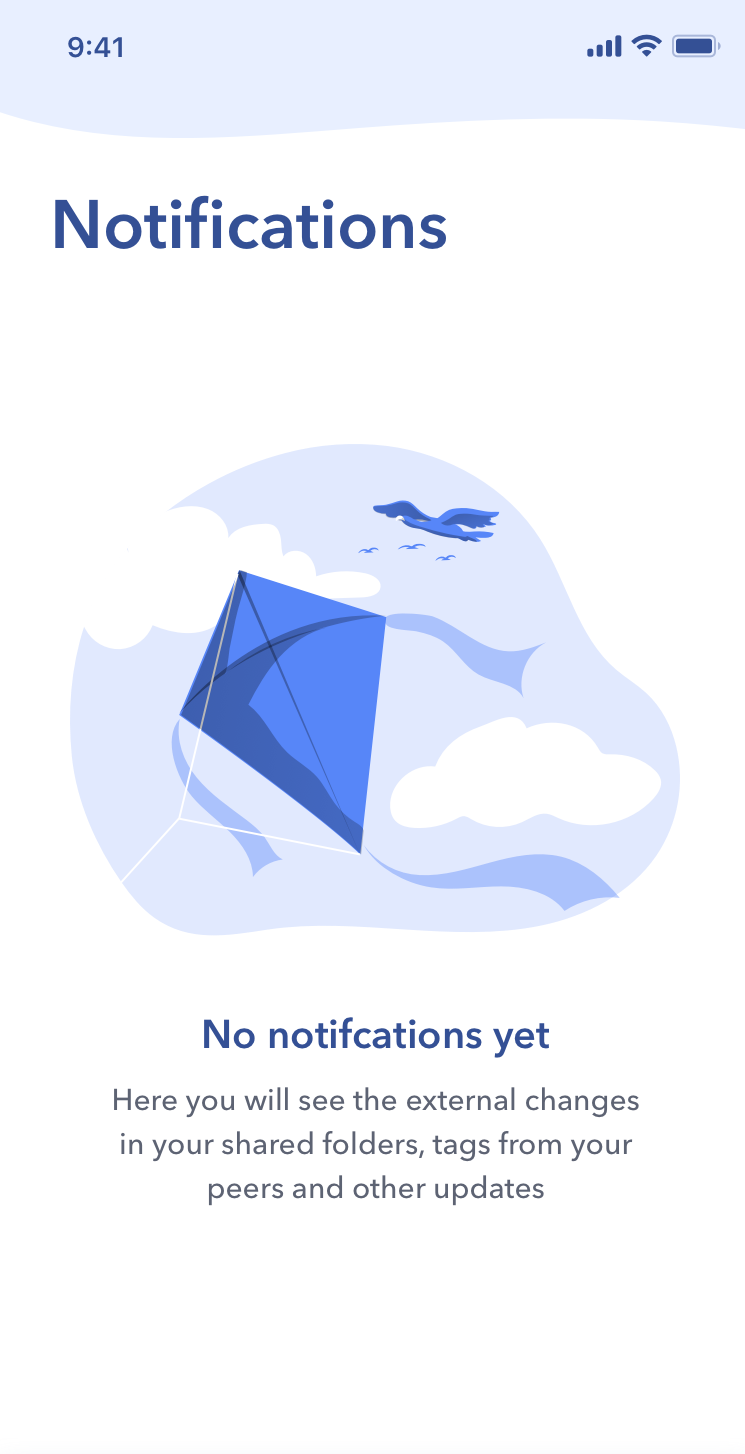 9:41
Notifications
No notifcations yet
Here you will see the external changes
in your shared folders, tags from your
peers and other updates